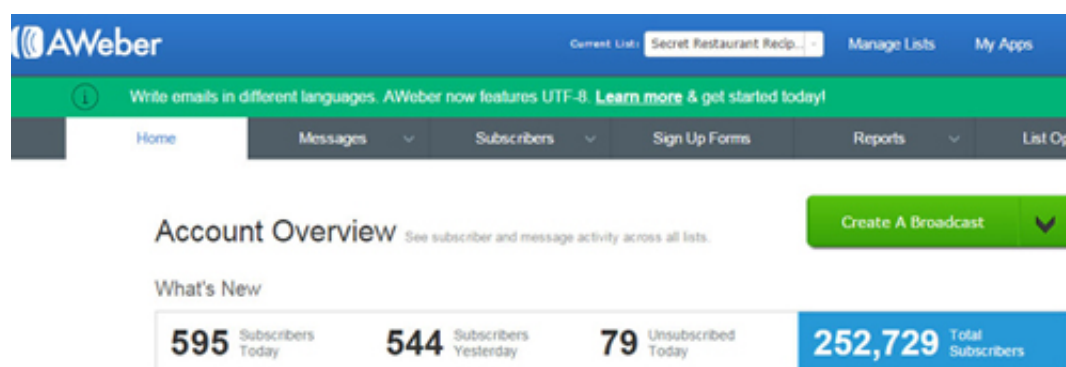 AWeber
Current List: Secret Restaurant Recip... Manage Lists My Apps
Write emails in different languages. AWeber now features UTF-8. Learn more & get started today!
Home Messages Subscribers Sign Up Forms Reports List Op
Account Overview See subscriber and message activity across all lists.
Create A Broadcast
What's New
595 Subscribers Today 544 Subscribers Yesterday 79 Unsubscribed Today 252,729 Total Subscribers